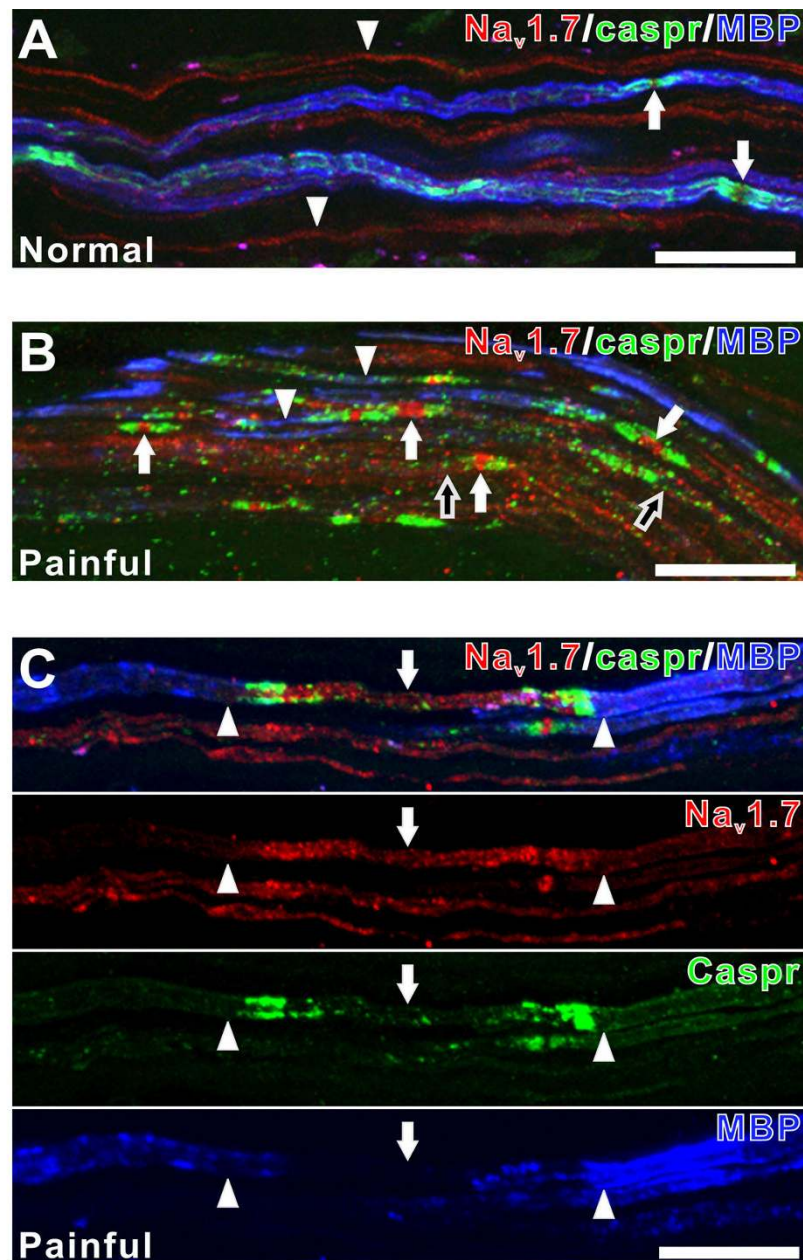 A
Naᵥ1.7/caspr/MBP
Normal
B
Naᵥ1.7/caspr/MBP
Painful
C
Naᵥ1.7/caspr/MBP
Naᵥ1.7
Caspr
MBP
Painful